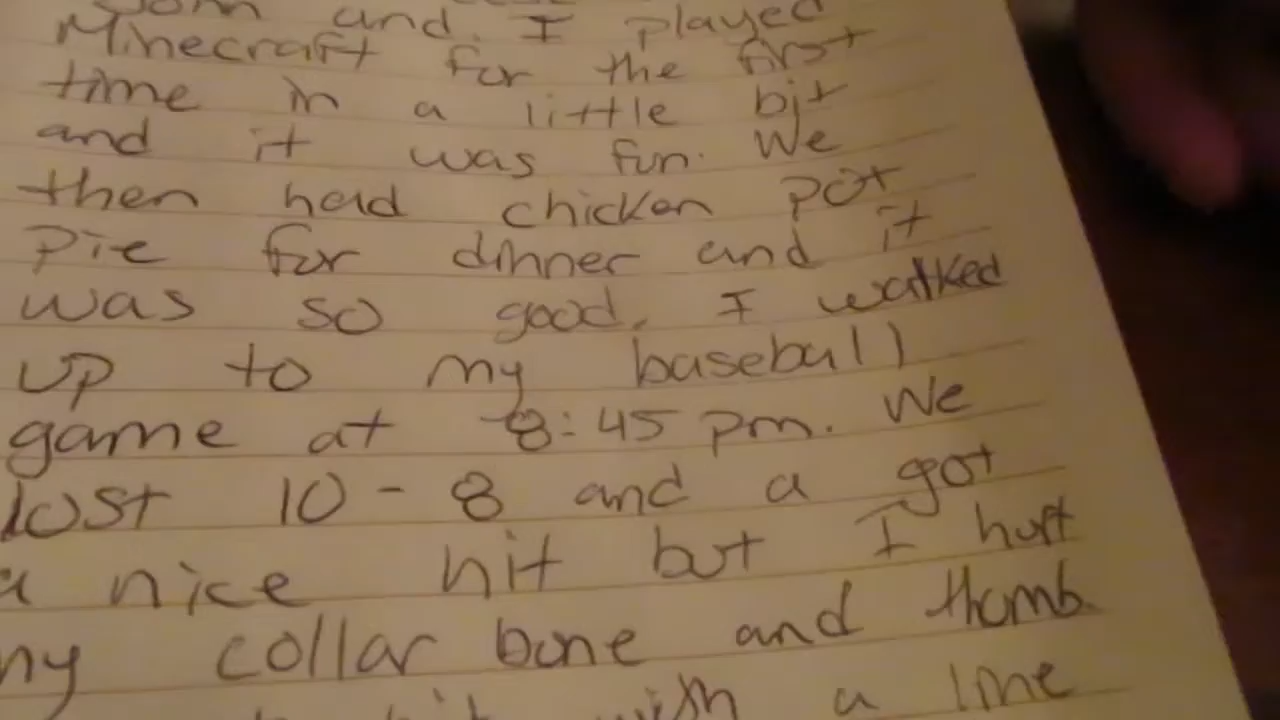 and I played
Minecraft for the first
time in a little bit
and it was fun. We
then had chicken pot
pie for dinner and it
was so good. I walked
up to my baseball
game at 8:45 pm. We
lost 10-8 and a got
a nice hit but I hurt
my collar bone and thumb.
hit with a line